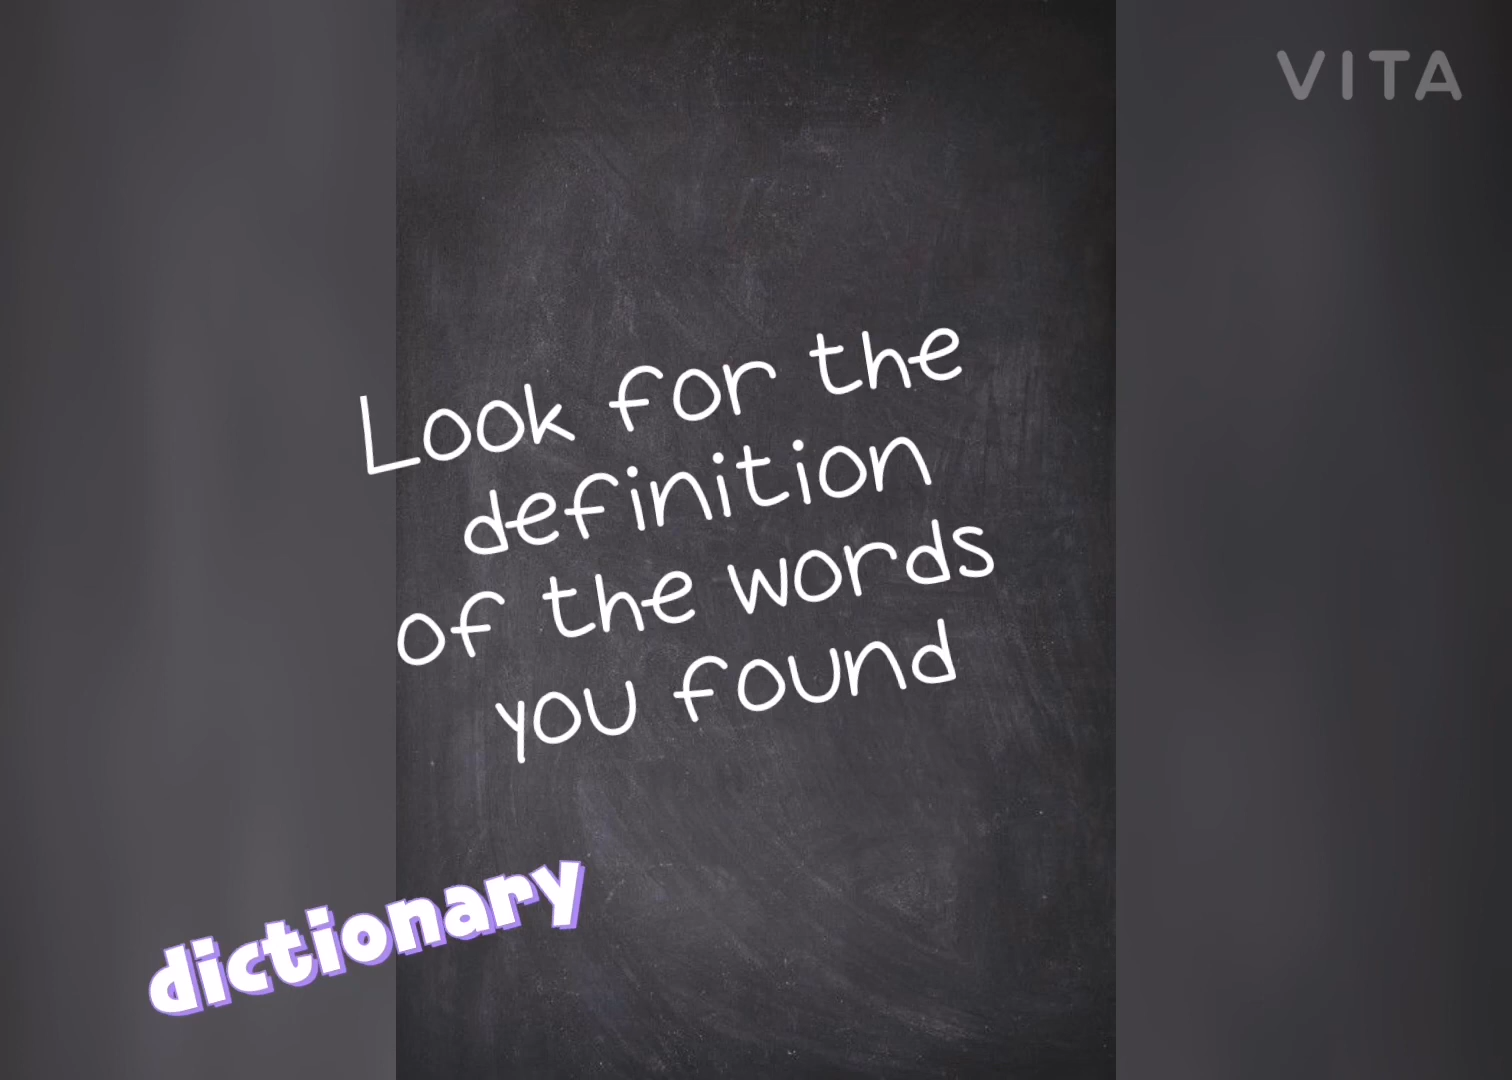 VITA
Look for the
definition
of the words
you found
dictionary